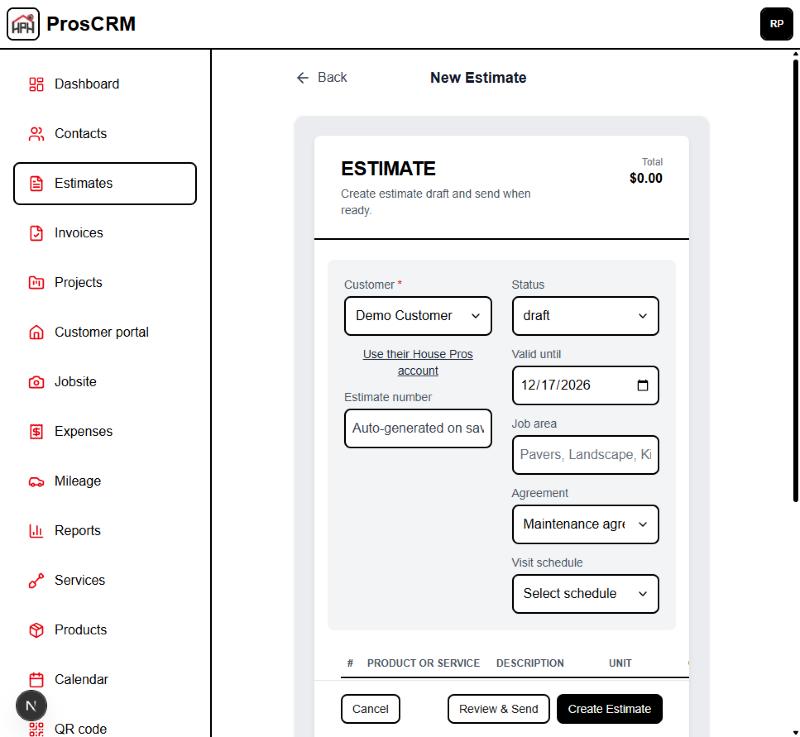 HPH
ProsCRM
RP
Dashboard
Contacts
Estimates
Invoices
Projects
Customer portal
Jobsite
Expenses
Mileage
Reports
Services
Products
Calendar
N
QR code
Back
New Estimate
ESTIMATE
Create estimate draft and send when
ready.
Total
$0.00
Customer *
Demo Customer
Use their House Pros
account
Estimate number
Auto-generated on sav
Status
draft
Valid until
12/17/2026
Job area
Pavers, Landscape, Ki
Agreement
Maintenance agre
Visit schedule
Select schedule
# PRODUCT OR SERVICE DESCRIPTION UNIT
Cancel
Review & Send
Create Estimate